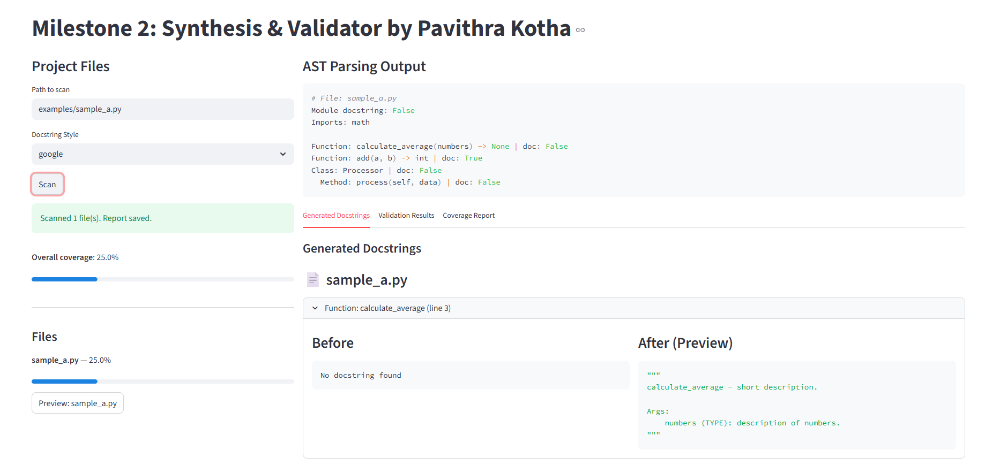 Milestone 2: Synthesis & Validator by Pavithra Kotha
Project Files
Path to scan
examples/sample_a.py
Docstring Style
google
Scan
Scanned 1 file(s). Report saved.
Overall coverage: 25.0%
Files
sample_a.py — 25.0%
Preview: sample_a.py
AST Parsing Output
# File: sample_a.py
Module docstring: False
Imports: math
Function: calculate_average(numbers) -> None | doc: False
Function: add(a, b) -> int | doc: True
Class: Processor | doc: False
  Method: process(self, data) | doc: False
Generated Docstrings Validation Results Coverage Report
Generated Docstrings
sample_a.py
Function: calculate_average (line 3)
Before
No docstring found
After (Preview)
"""
calculate_average - short description.
Args:
    numbers (TYPE): description of numbers.
"""